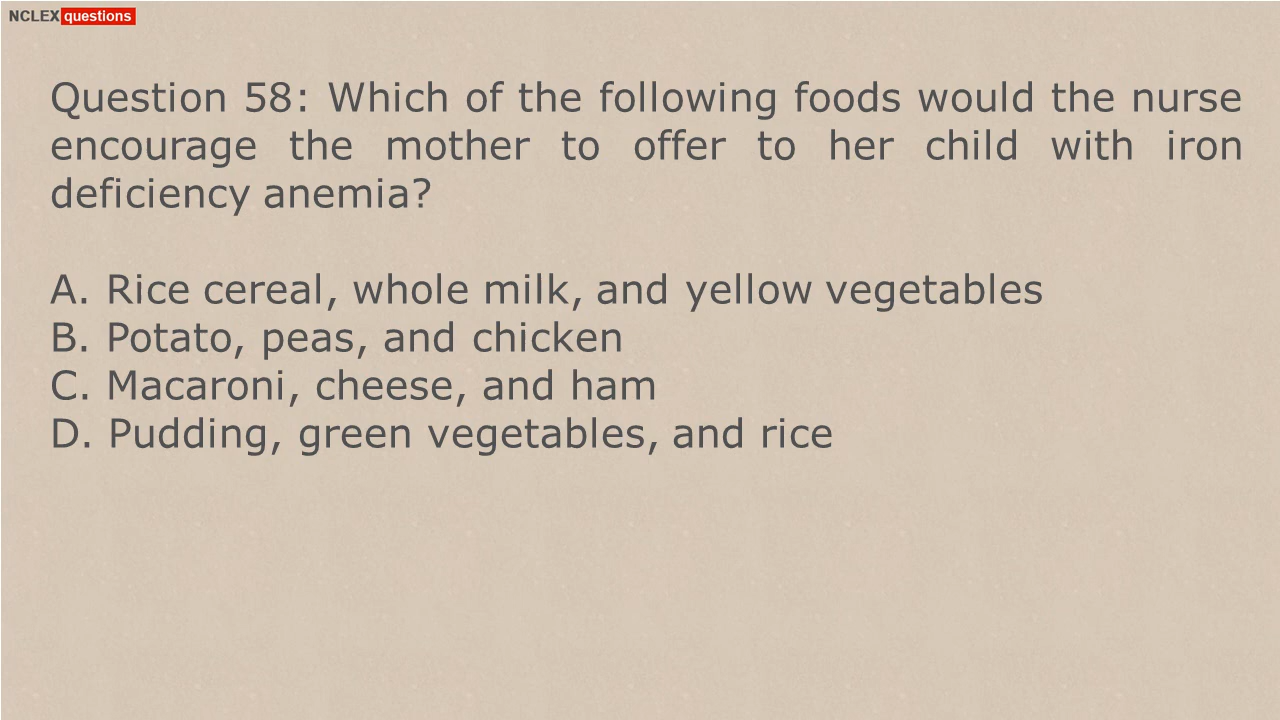 NCLEX questions
Question 58: Which of the following foods would the nurse
encourage the mother to offer to her child with iron
deficiency anemia?
A. Rice cereal, whole milk, and yellow vegetables
B. Potato, peas, and chicken
C. Macaroni, cheese, and ham
D. Pudding, green vegetables, and rice